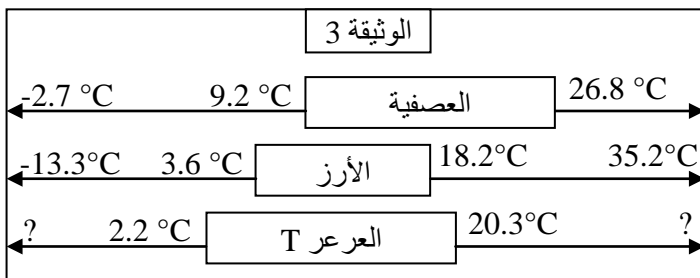 الوثيقة 3
-2.7 °C 9.2 °C العصفية 26.8 °C
-13.3°C 3.6 °C الأرز 18.2°C 35.2°C
? 2.2 °C العرعر T 20.3°C ?